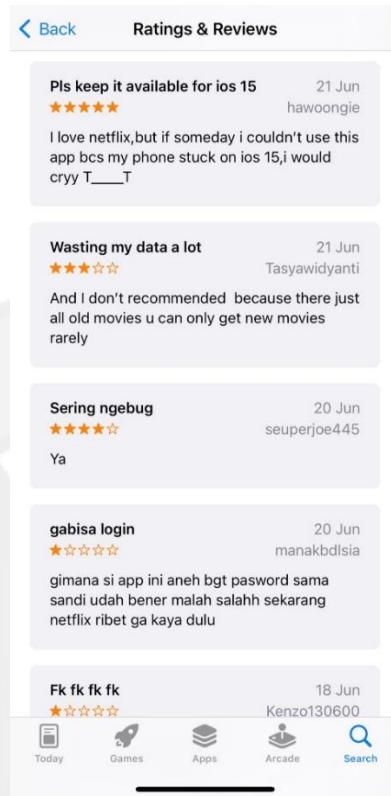 Back Ratings & Reviews
Pls keep it available for ios 15 21 Jun
★★★★★ hawoongie
I love netflix,but if someday i couldn't use this
app bcs my phone stuck on ios 15,i would
cryy T____T
Wasting my data a lot 21 Jun
★★★☆☆ Tasyawidyanti
And I don't recommended because there just
all old movies u can only get new movies
rarely
Sering ngebug 20 Jun
★★★★☆ seuperjoe445
Ya
gabisa login 20 Jun
★☆☆☆☆ manakbdlsia
gimana si app ini aneh bgt pasword sama
sandi udah bener malah salahh sekarang
netflix ribet ga kaya dulu
Fk fk fk fk 18 Jun
★☆☆☆☆ Kenzo130600
Today Games Apps Arcade Search